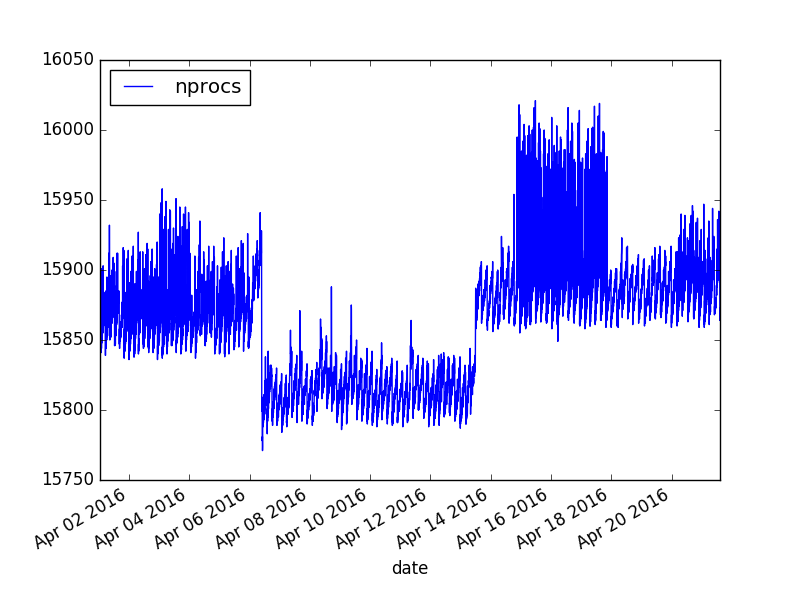 16050
nprocs
16000
15950
15900
15850
15800
15750
Apr 02 2016
Apr 04 2016
Apr 06 2016
Apr 08 2016
Apr 10 2016
Apr 12 2016
Apr 14 2016
Apr 16 2016
Apr 18 2016
Apr 20 2016
date